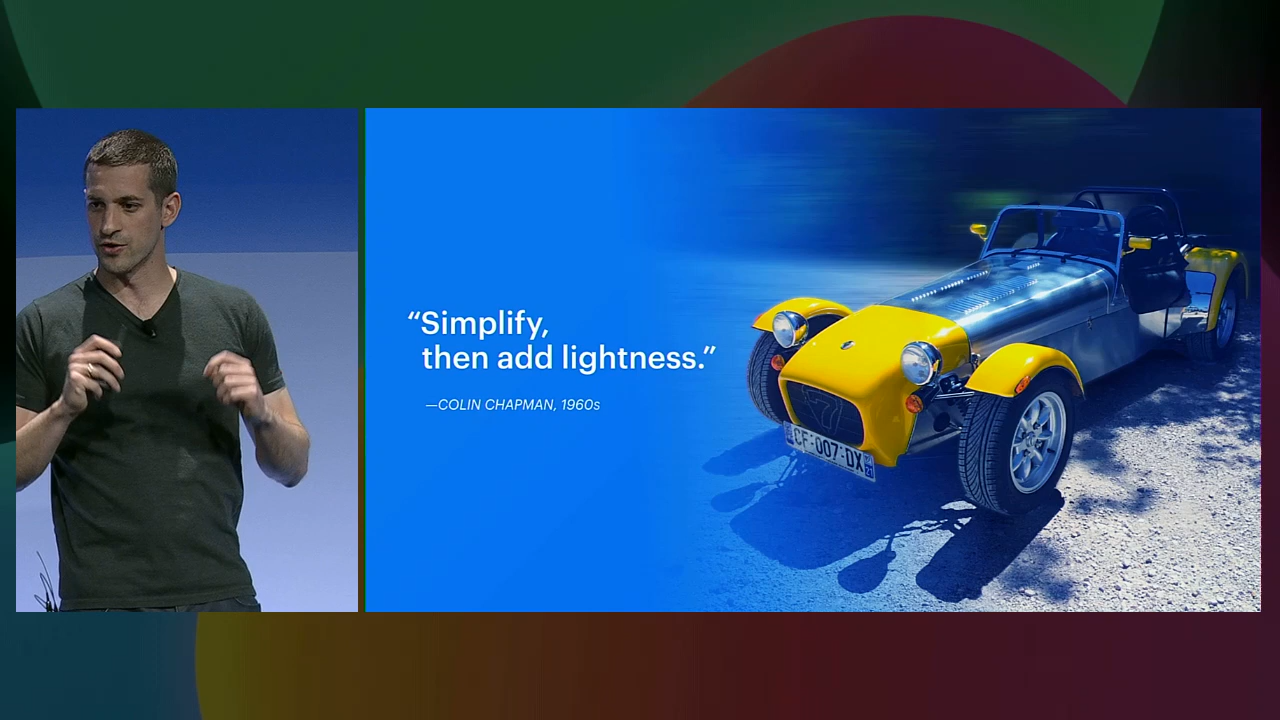 “Simplify,
then add lightness.”
—COLIN CHAPMAN, 1960s
CF-007-DX